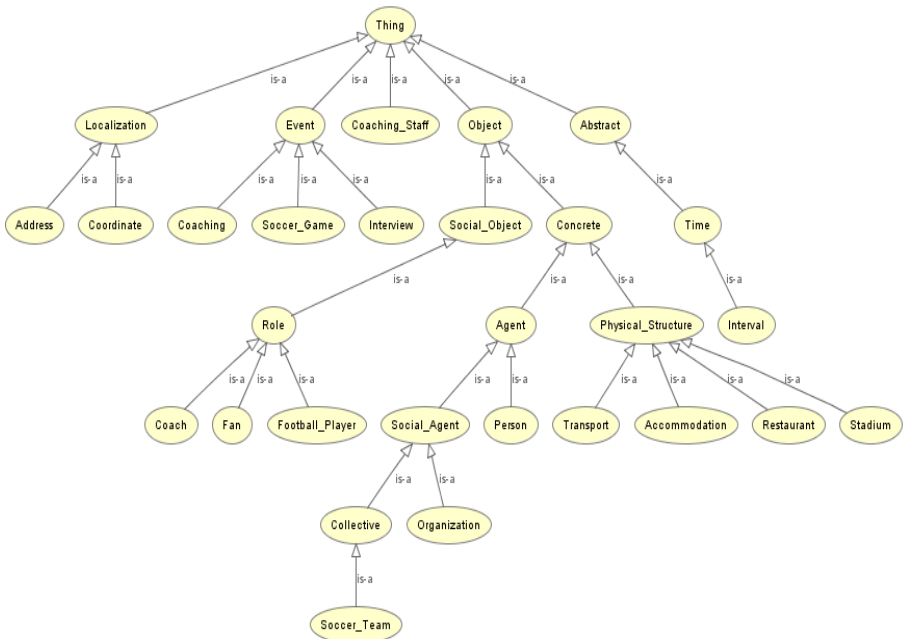 Thing
is-a
is-a
is-a
is-a
is-a
Localization
Event
Coaching_Staff
Object
Abstract
is-a
is-a
is-a
is-a
is-a
is-a
is-a
is-a
Address
Coordinate
Coaching
Soccer_Game
Interview
Social_Object
Concrete
Time
is-a
is-a
is-a
is-a
Role
Agent
Physical_Structure
Interval
is-a
is-a
is-a
is-a
is-a
is-a
is-a
is-a
is-a
Coach
Fan
Football_Player
Social_Agent
Person
Transport
Accommodation
Restaurant
Stadium
is-a
is-a
Collective
Organization
is-a
Soccer_Team